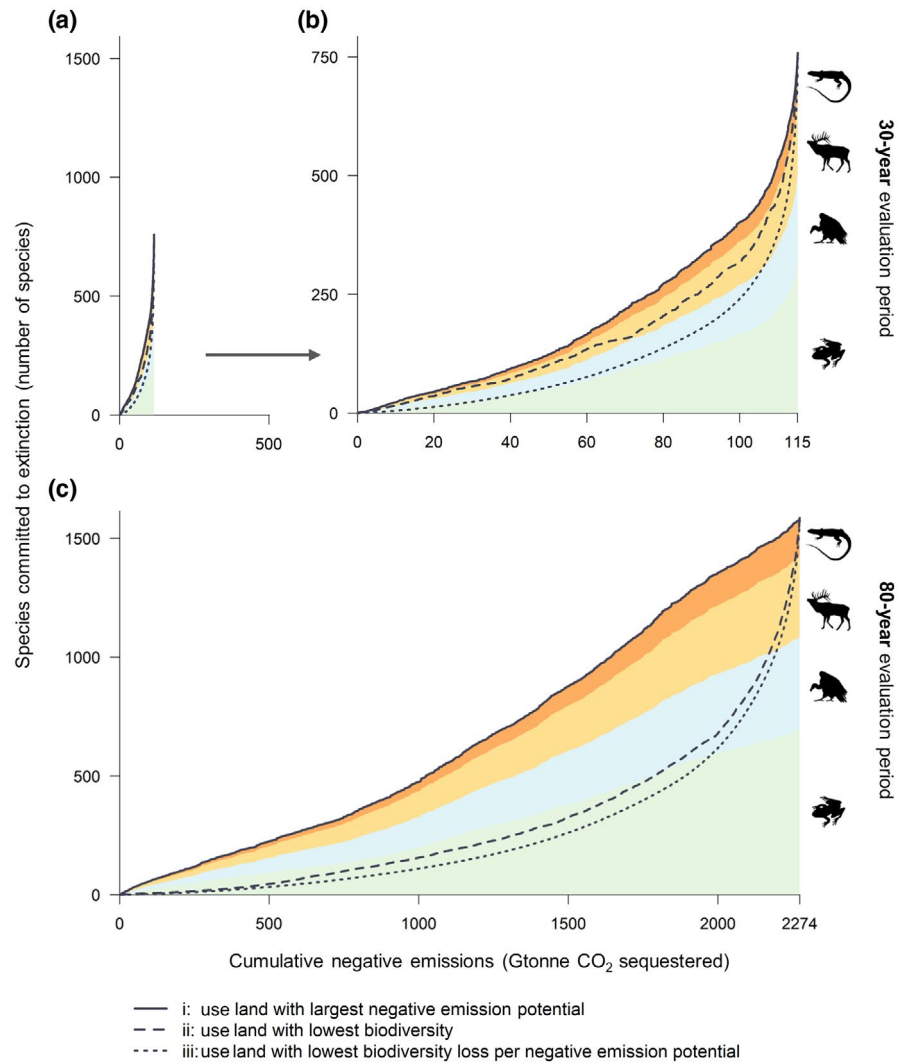 (a)
(b)
Species committed to extinction (number of species)
1500
1000
500
0
0
500
750
500
250
0
0
20
40
60
80
100
115
30-year evaluation period
(c)
1500
1000
500
0
0
500
1000
1500
2000
2274
80-year evaluation period
Cumulative negative emissions (Gtonne CO₂ sequestered)
i: use land with largest negative emission potential
ii: use land with lowest biodiversity
iii: use land with lowest biodiversity loss per negative emission potential